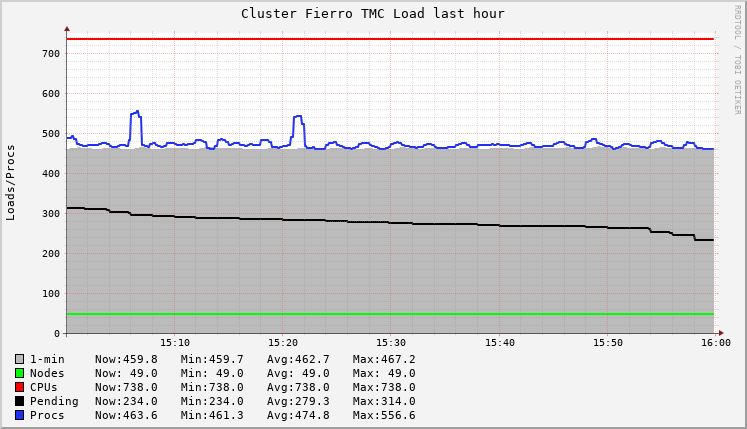 Cluster Fierro TMC Load last hour
RRDTOOL / TOBI OETIKER
Loads/Procs
700
600
500
400
300
200
100
0
15:10 15:20 15:30 15:40 15:50 16:00
1-min Now:459.8 Min:459.7 Avg:462.7 Max:467.2
Nodes Now: 49.0 Min: 49.0 Avg: 49.0 Max: 49.0
CPUs Now:738.0 Min:738.0 Avg:738.0 Max:738.0
Pending Now:234.0 Min:234.0 Avg:279.3 Max:314.0
Procs Now:463.6 Min:461.3 Avg:474.8 Max:556.6